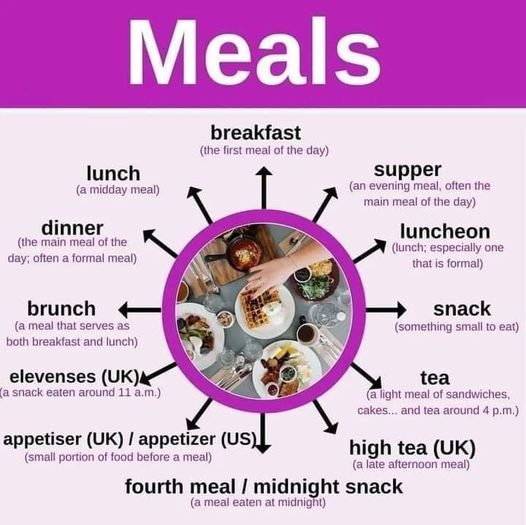 Meals
breakfast
(the first meal of the day)
lunch
(a midday meal)
supper
(an evening meal, often the
main meal of the day)
dinner
(the main meal of the
day; often a formal meal)
luncheon
(lunch; especially one
that is formal)
brunch
(a meal that serves as
both breakfast and lunch)
snack
(something small to eat)
elevenses (UK)
(a snack eaten around 11 a.m.)
tea
(a light meal of sandwiches,
cakes... and tea around 4 p.m.)
appetiser (UK) / appetizer (US)
(small portion of food before a meal)
high tea (UK)
(a late afternoon meal)
fourth meal / midnight snack
(a meal eaten at midnight)